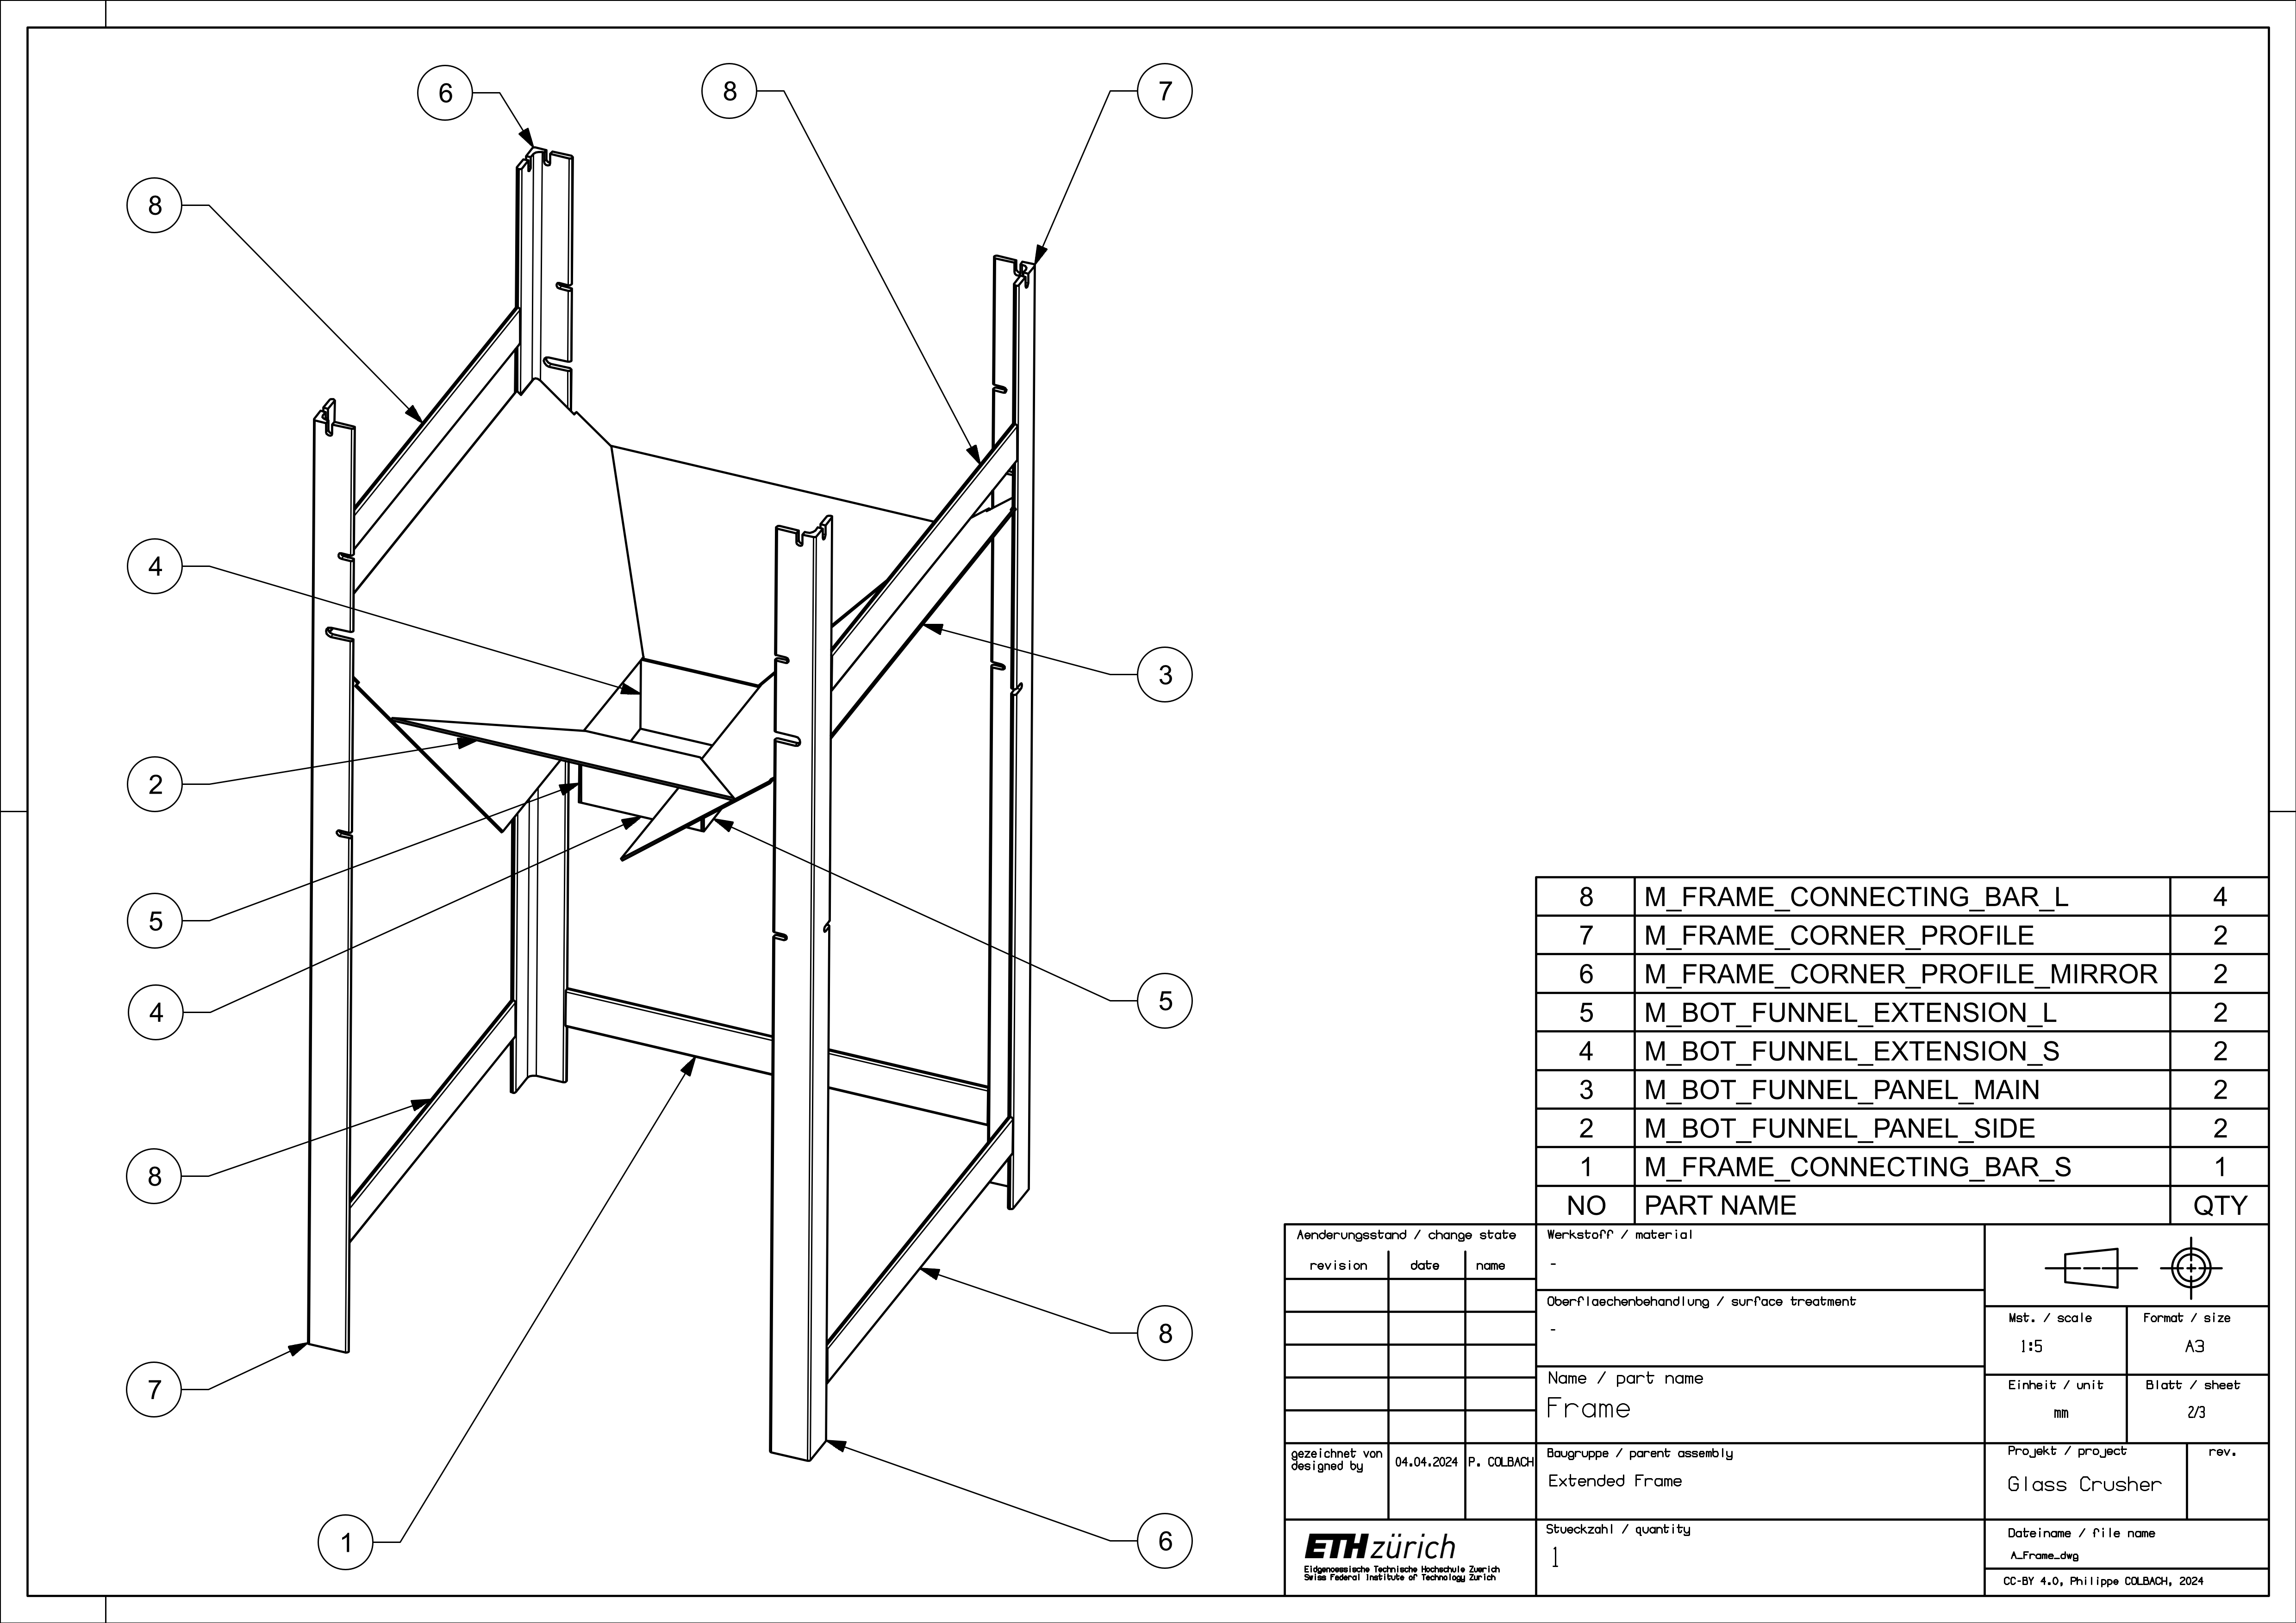 6
8
7
8
4
3
2
5
4
5
8
8
7
1
6
8 M_FRAME_CONNECTING_BAR_L 4
7 M_FRAME_CORNER_PROFILE 2
6 M_FRAME_CORNER_PROFILE_MIRROR 2
5 M_BOT_FUNNEL_EXTENSION_L 2
4 M_BOT_FUNNEL_EXTENSION_S 2
3 M_BOT_FUNNEL_PANEL_MAIN 2
2 M_BOT_FUNNEL_PANEL_SIDE 2
1 M_FRAME_CONNECTING_BAR_S 1
NO PART NAME QTY
Aenderungsstand / change state
revision date name
gezeichnet von
designed by
04.04.2024 P. COLBACH
ETH zürich
Eidgenoessische Technische Hochschule Zuerich
Swiss Federal Institute of Technology Zurich
Werkstoff / material
-
Oberflaechenbehandlung / surface treatment
-
Name / part name
Frame
Baugruppe / parent assembly
Extended Frame
Stueckzahl / quantity
1
Mst. / scale
1:5
Format / size
A3
Einheit / unit
mm
Blatt / sheet
2/3
Projekt / project
Glass Crusher
rev.
Dateiname / file name
A_Frame_dwg
CC-BY 4.0, Philippe COLBACH, 2024